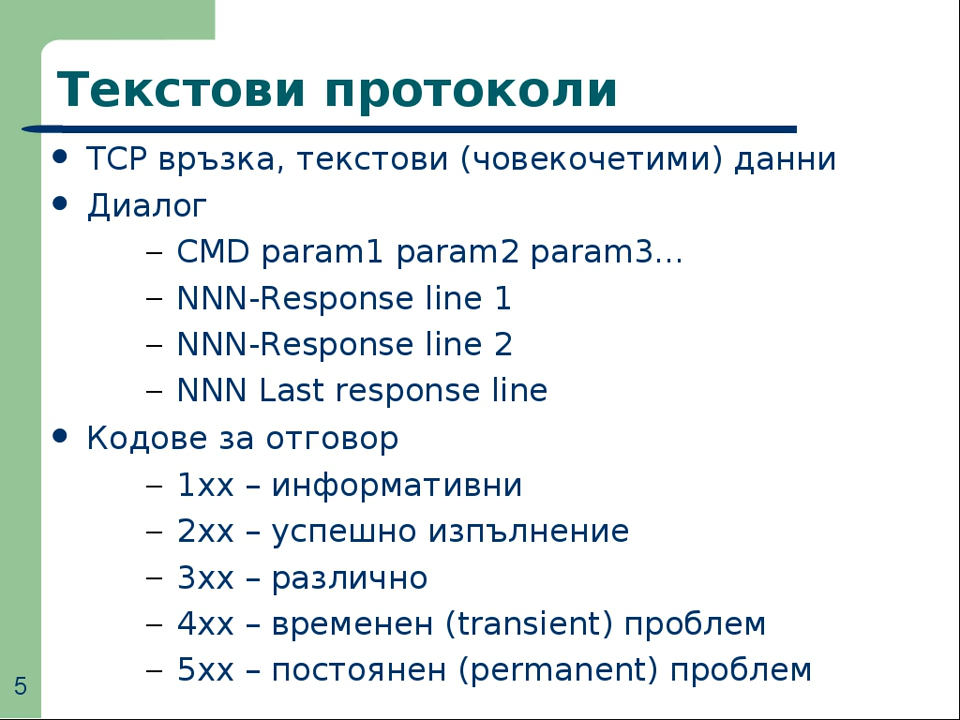 Текстови протоколи
● TCP връзка, текстови (човекочетими) данни
● Диалог
– CMD param1 param2 param3...
– NNN-Response line 1
– NNN-Response line 2
– NNN Last response line
● Кодове за отговор
– 1xx – информативни
– 2xx – успешно изпълнение
– 3xx – различно
– 4xx – временен (transient) проблем
– 5xx – постоянен (permanent) проблем
5